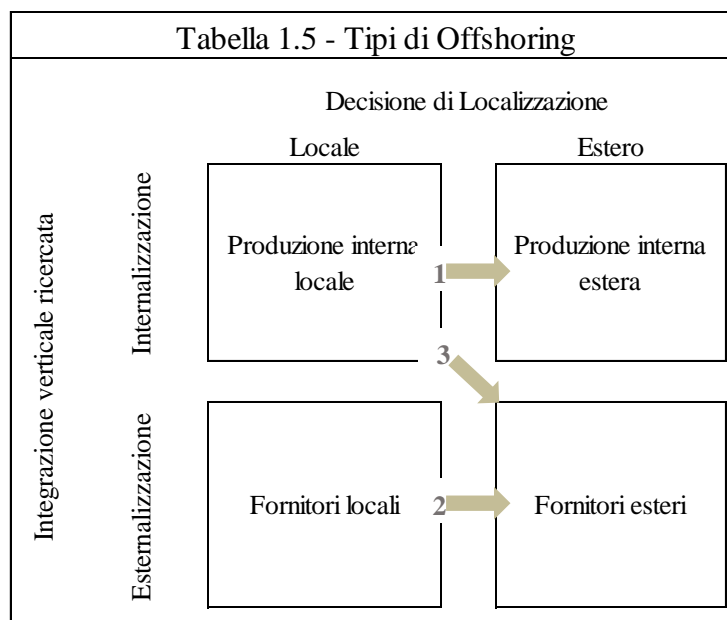 Tabella 1.5 - Tipi di Offshoring
Decisione di Localizzazione
Locale
Estero
Integrazione verticale ricercata
Internalizzazione
Produzione interna
locale
1
Produzione interna
estera
3
Esternalizzazione
Fornitori locali
2
Fornitori esteri